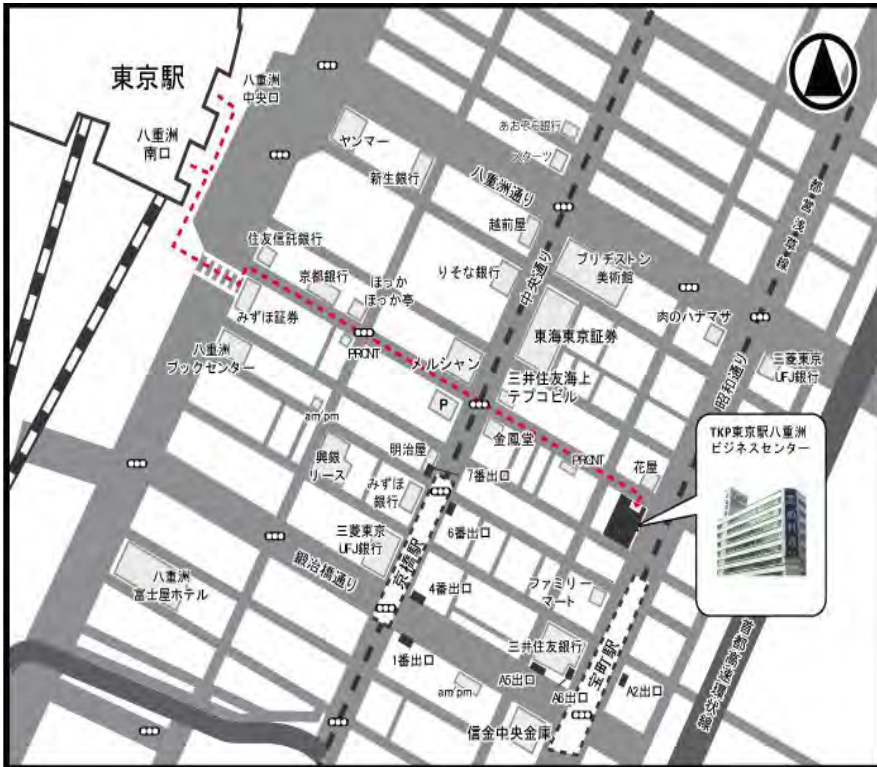 東京駅
八重洲
中央口
八重洲
南口
ヤンマー
新生銀行
あおぞら銀行
スターツ
八重洲通り
越前屋
都営浅草線
住友信託銀行
京都銀行
ほっか
ほっか亭
りそな銀行
中央通り
ブリヂストン
美術館
みずほ証券
肉のハナマサ
東海東京証券
八重洲
ブックセンター
PRONT
メルシャン
三井住友海上
テプコビル
昭和通り
三菱東京
UFJ銀行
am pm
P
金鳳堂
TKP東京駅八重洲
ビジネスセンター
興銀
リース
明治屋
7番出口
PRONT
花屋
みずほ
銀行
6番出口
三菱東京
UFJ銀行
京橋駅
鍛冶橋通り
八重洲
富士屋ホテル
4番出口
ファミリー
マート
1番出口
三井住友銀行
宝町駅
首都高速環状線
am pm
A5出口
A6出口
A2出口
信金中央金庫